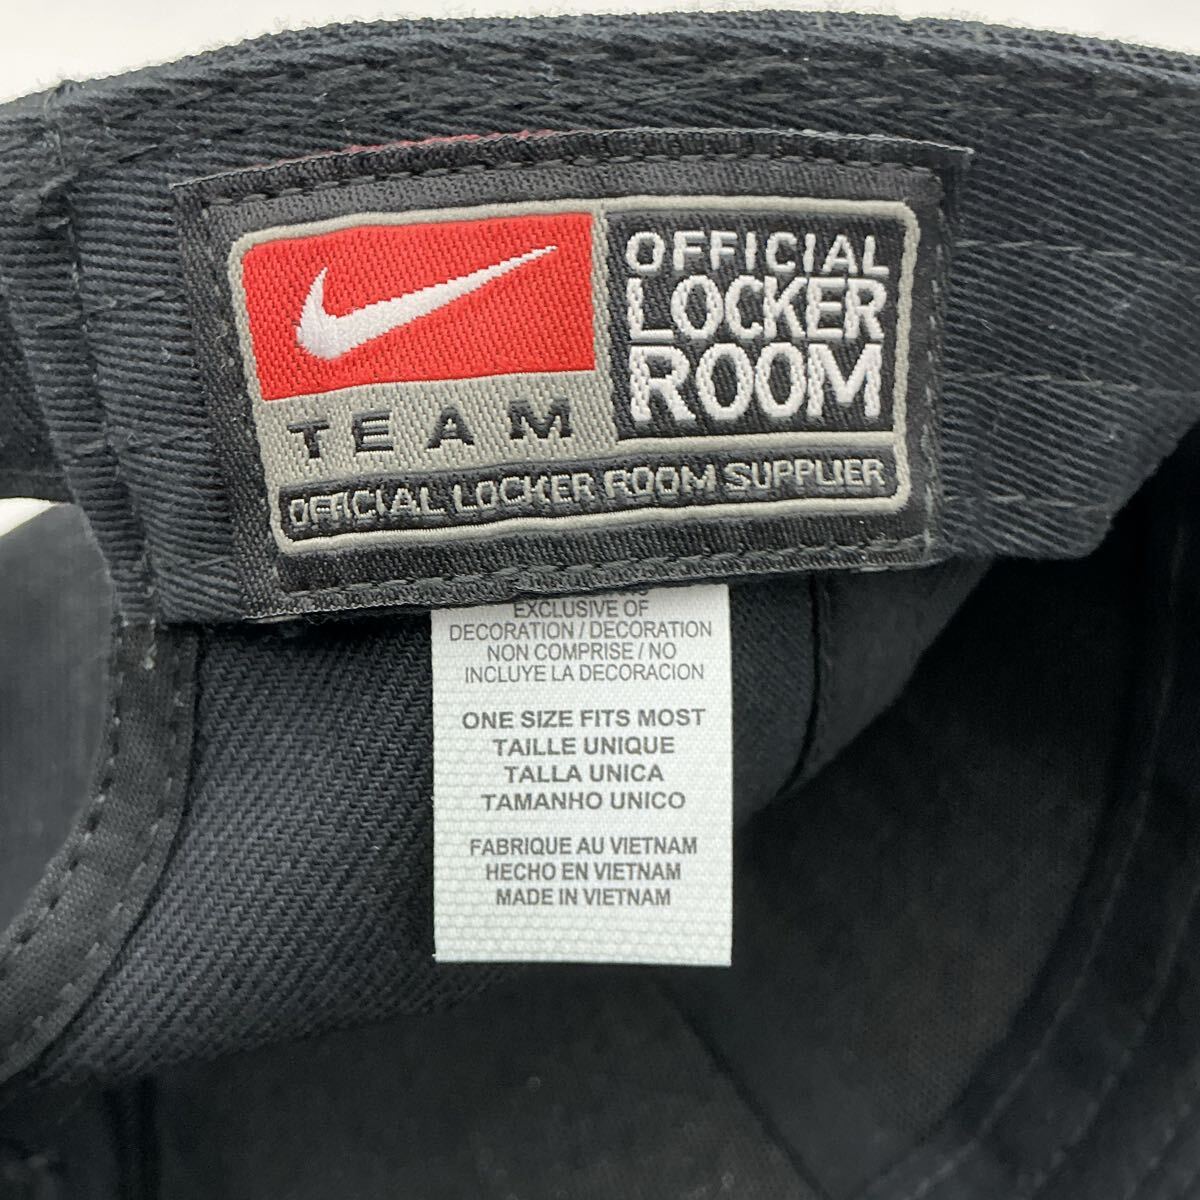 OFFICIAL
LOCKER
ROOM
TEAM
OFFICIAL LOCKER ROOM SUPPLIER
EXCLUSIVE OF
DECORATION / DECORATION
NON COMPRISE / NO
INCLUYE LA DECORACION
ONE SIZE FITS MOST
TAILLE UNIQUE
TALLA UNICA
TAMANHO UNICO
FABRIQUE AU VIETNAM
HECHO EN VIETNAM
MADE IN VIETNAM